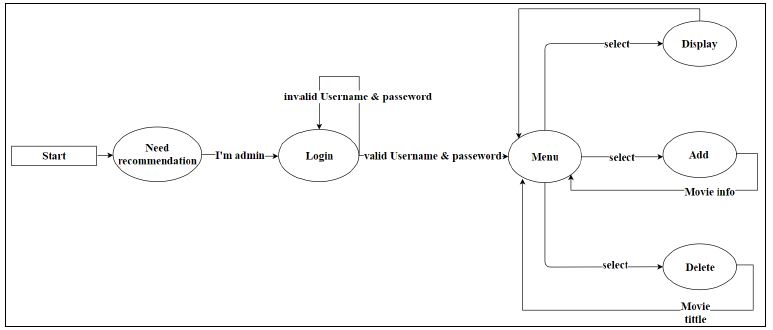 Start
Need
recommendation
I'm admin
invalid Username & passeword
Login
valid Username & passeword
Menu
select
Display
select
Add
Movie info
select
Delete
Movie
tittle